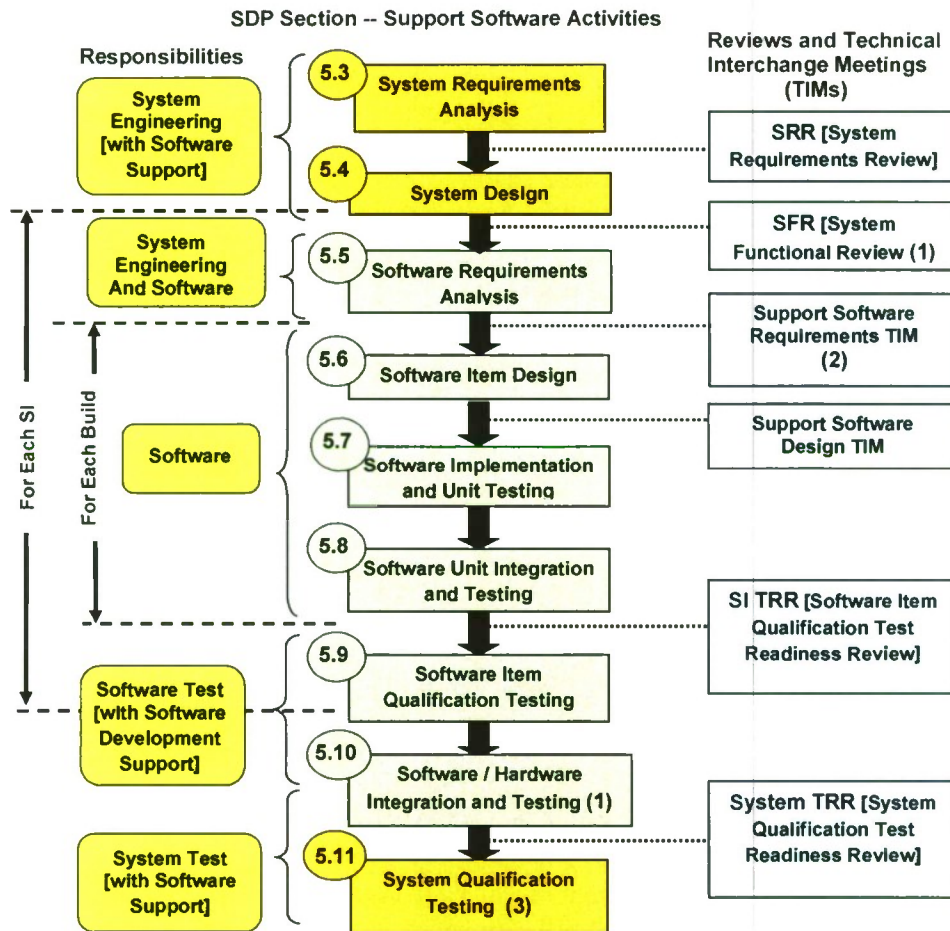 SDP Section -- Support Software Activities
Responsibilities
Reviews and Technical
Interchange Meetings
(TIMs)
System
Engineering
[with Software
Support]
5.3
System Requirements
Analysis
SRR [System
Requirements Review]
5.4
System Design
SFR [System
Functional Review (1)
System
Engineering
And Software
5.5
Software Requirements
Analysis
Support Software
Requirements TIM
(2)
5.6
Software Item Design
Support Software
Design TIM
For Each SI
For Each Build
Software
5.7
Software Implementation
and Unit Testing
5.8
Software Unit Integration
and Testing
SI TRR [Software Item
Qualification Test
Readiness Review]
5.9
Software Item
Qualification Testing
Software Test
[with Software
Development
Support]
5.10
Software / Hardware
Integration and Testing (1)
System TRR [System
Qualification Test
Readiness Review]
System Test
[with Software
Support]
5.11
System Qualification
Testing (3)